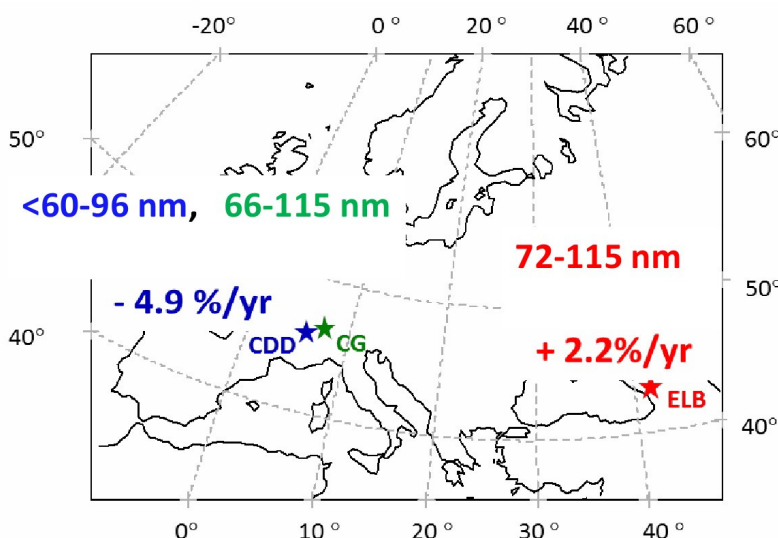 -20° 0° 10° 20° 40° 60°
50° 60°
<60-96 nm, 66-115 nm
72-115 nm
50°
- 4.9 %/yr
40° CDD CG
+ 2.2%/yr
ELB
40°
0° 10° 20° 30° 40°